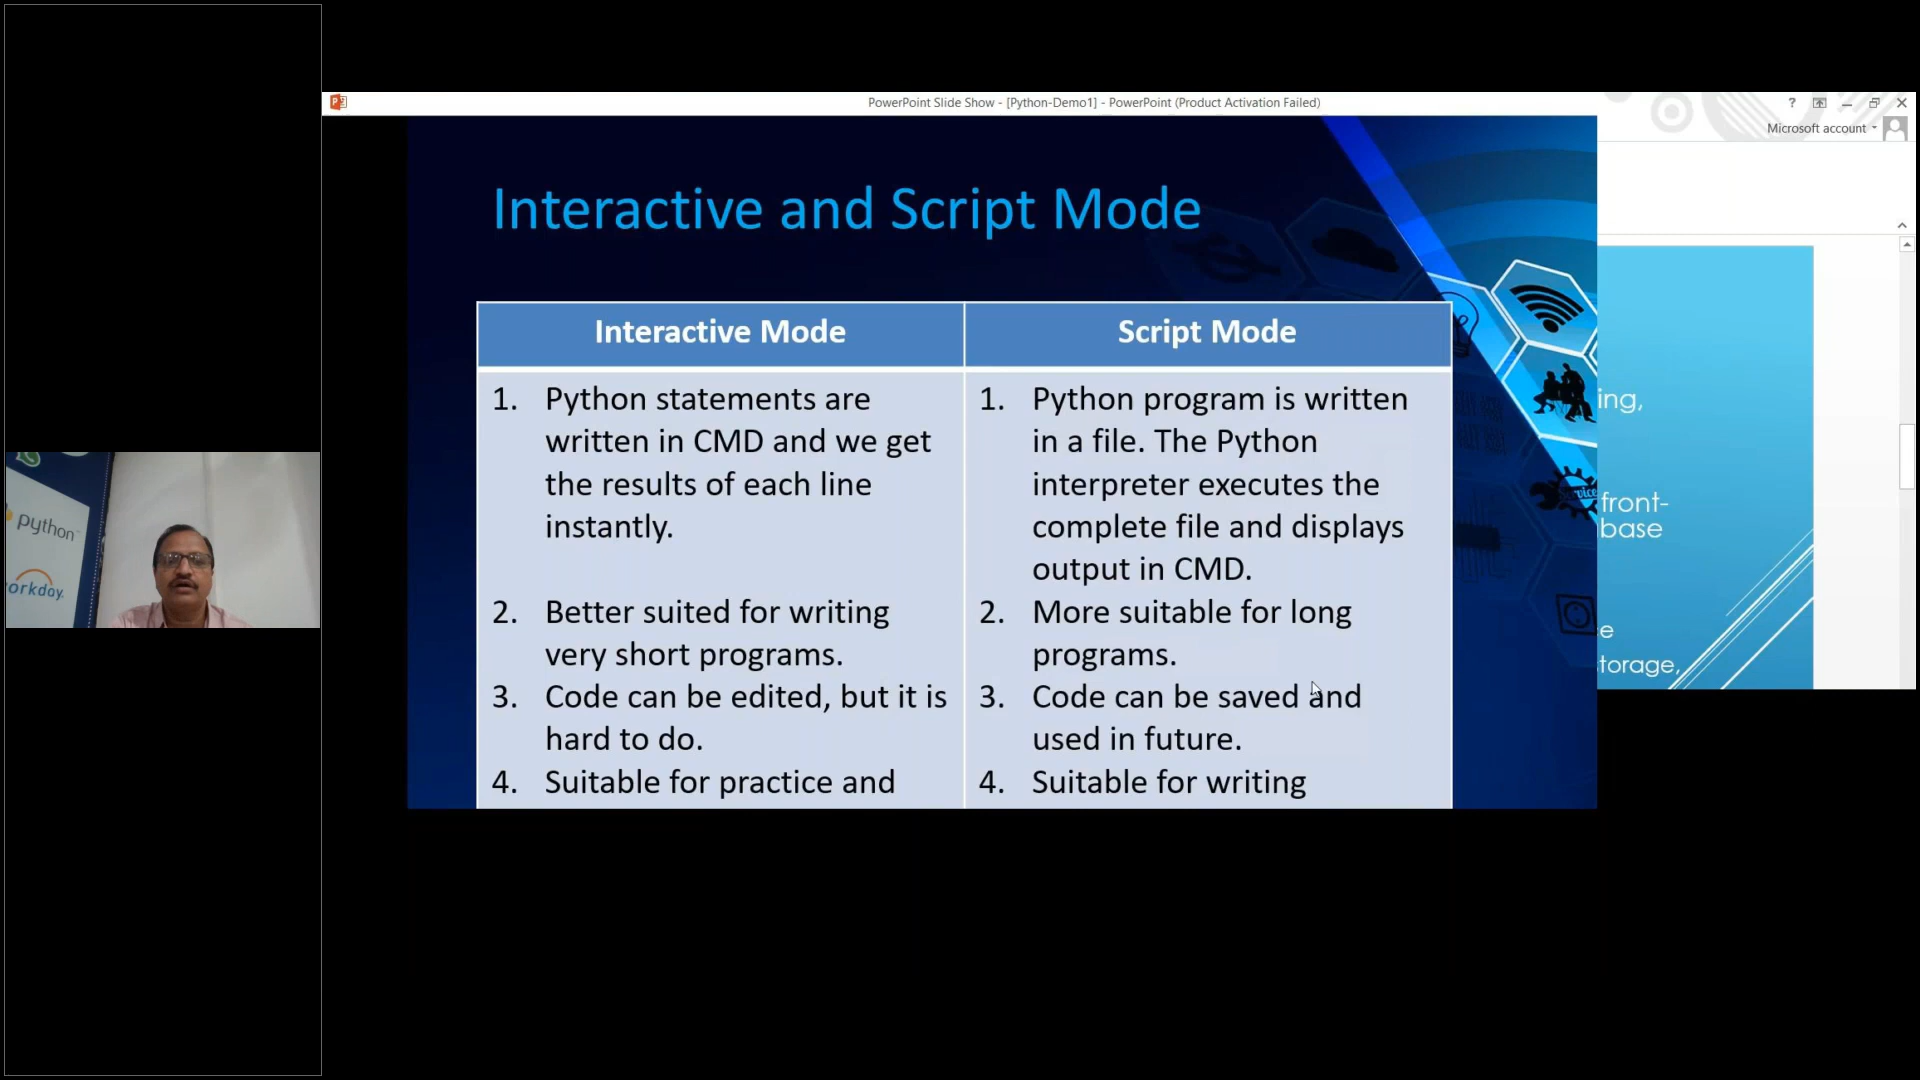 PowerPoint Slide Show - [Python-Demo1] - PowerPoint (Product Activation Failed)
Microsoft account
Interactive and Script Mode
Interactive Mode
1. Python statements are
written in CMD and we get
the results of each line
instantly.
2. Better suited for writing
very short programs.
3. Code can be edited, but it is
hard to do.
4. Suitable for practice and
Script Mode
1. Python program is written
in a file. The Python
interpreter executes the
complete file and displays
output in CMD.
2. More suitable for long
programs.
3. Code can be saved and
used in future.
4. Suitable for writing
ing,
front-
base
e
torage,
python
orkday.